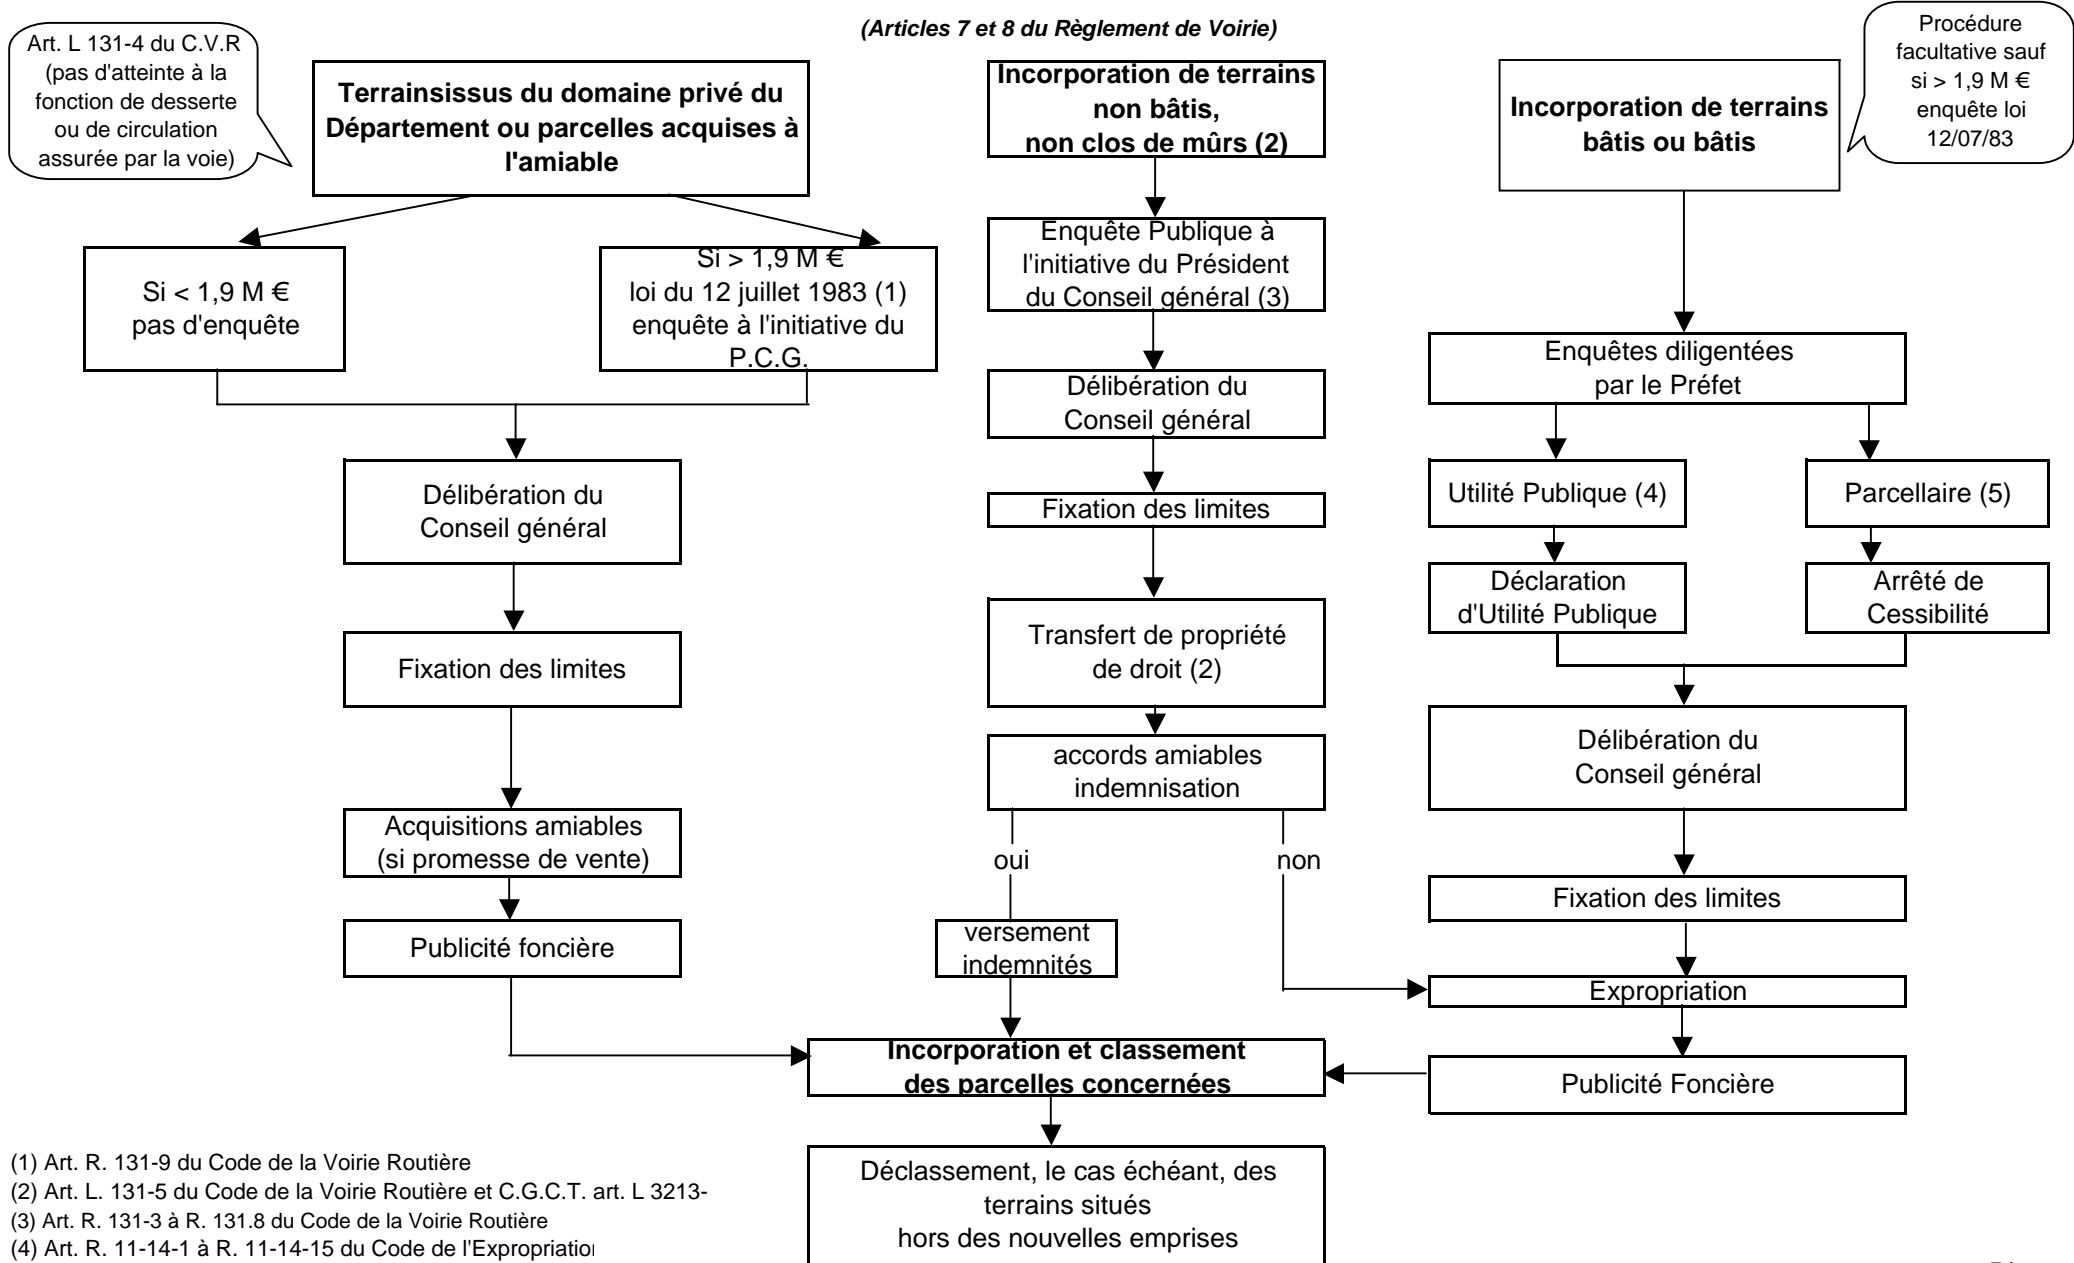 (Articles 7 et 8 du Règlement de Voirie)
Art. L 131-4 du C.V.R
(pas d'atteinte à la
fonction de desserte
ou de circulation
assurée par la voie)
Terrainsissus du domaine privé du
Département ou parcelles acquises à
l'amiable
Incorporation de terrains
non bâtis,
non clos de mûrs (2)
Incorporation de terrains
bâtis ou bâtis
Procédure
facultative sauf
si > 1,9 M €
enquête loi
12/07/83
Si < 1,9 M €
pas d'enquête
Si > 1,9 M €
loi du 12 juillet 1983 (1)
enquête à l'initiative du
P.C.G.
Enquête Publique à
l'initiative du Président
du Conseil général (3)
Enquêtes diligentées
par le Préfet
Délibération du
Conseil général
Délibération du
Conseil général
Utilité Publique (4)
Parcellaire (5)
Fixation des limites
Déclaration
d'Utilité Publique
Arrêté de
Cessibilité
Fixation des limites
Transfert de propriété
de droit (2)
accords amiables
indemnisation
Délibération du
Conseil général
Acquisitions amiables
(si promesse de vente)
oui
non
Fixation des limites
Publicité foncière
versement
indemnités
Expropriation
Incorporation et classement
des parcelles concernées
Publicité Foncière
Déclassement, le cas échéant, des
terrains situés
hors des nouvelles emprises
(1) Art. R. 131-9 du Code de la Voirie Routière
(2) Art. L. 131-5 du Code de la Voirie Routière et C.G.C.T. art. L 3213-
(3) Art. R. 131-3 à R. 131.8 du Code de la Voirie Routière
(4) Art. R. 11-14-1 à R. 11-14-15 du Code de l'Expropriation